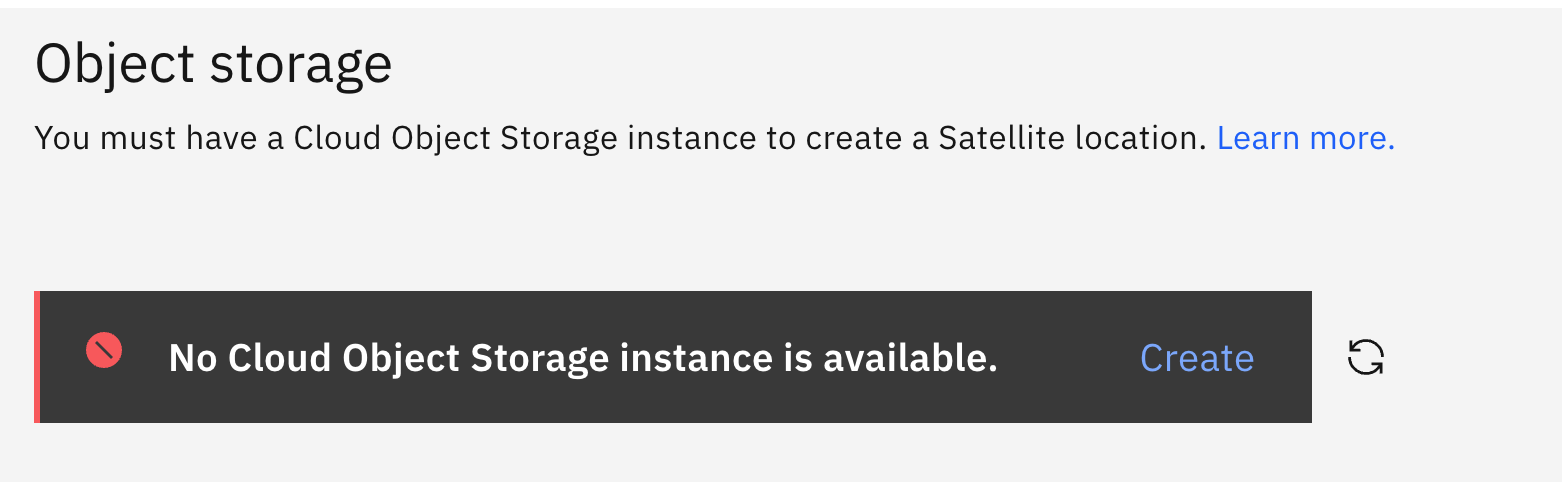 Object storage
You must have a Cloud Object Storage instance to create a Satellite location. Learn more.
No Cloud Object Storage instance is available. Create